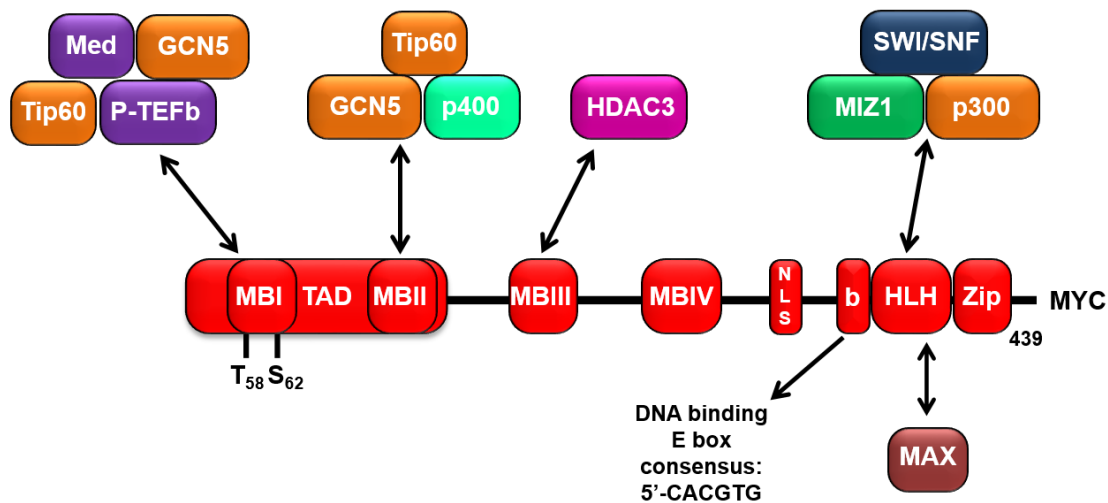 Med
GCN5
Tip60
P-TEFb
Tip60
GCN5
p400
HDAC3
SWI/SNF
MIZ1
p300
MBI
TAD
MBII
MBIII
MBIV
N
L
S
b
HLH
Zip
MYC
439
T58 S62
DNA binding
E box
consensus:
5’-CACGTG
MAX